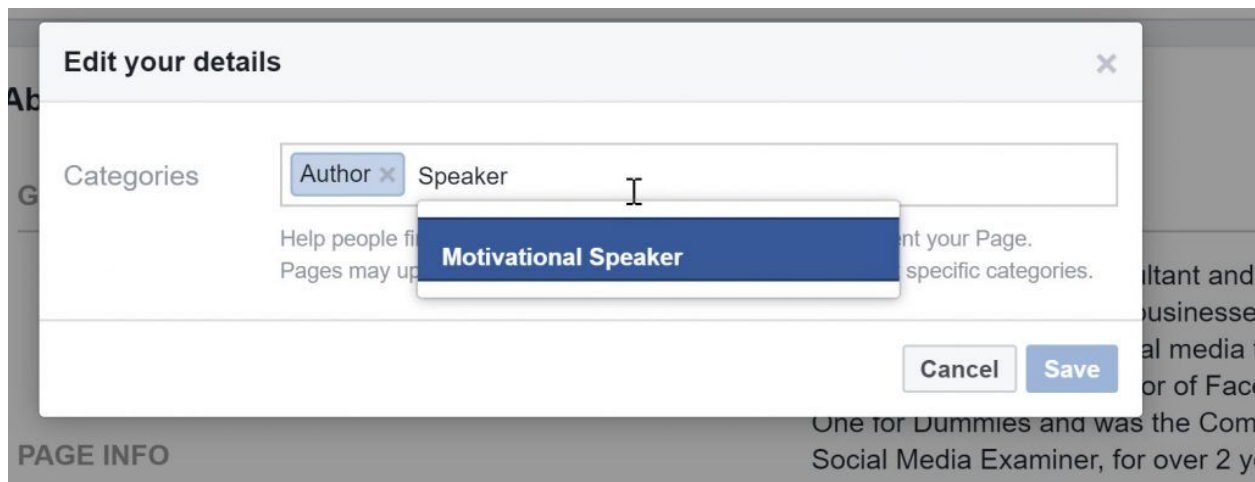 Edit your details
Ab
Categories
Author
Speaker
G
Motivational Speaker
Help people fi
nt your Page.
Pages may up
specific categories.
ltant and
businesse
Cancel
Save
al media
or of Face
One for Dummies and was the Com
PAGE INFO
Social Media Examiner, for over 2 y